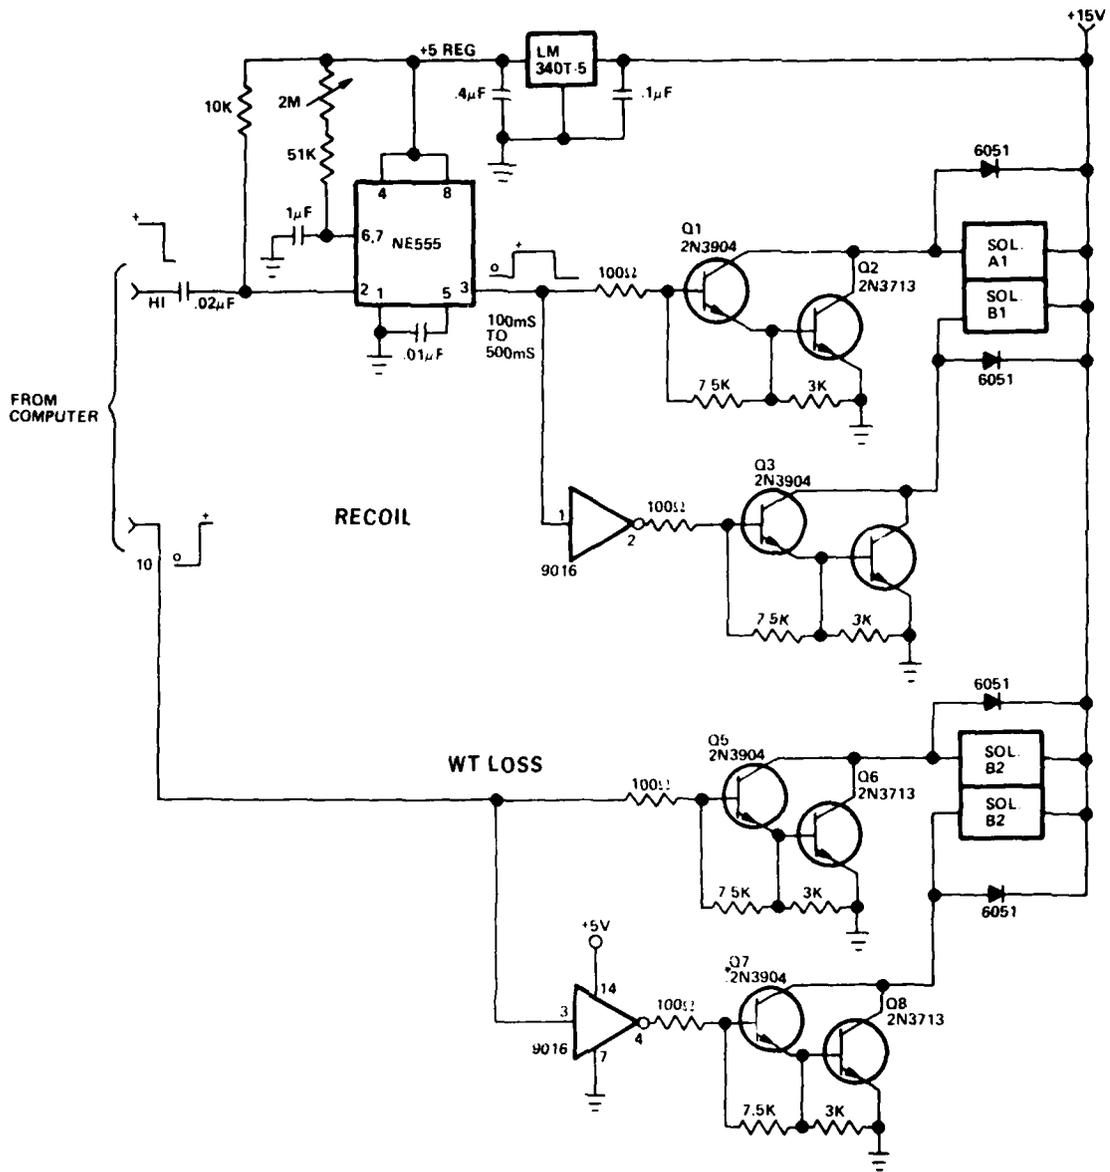 +15V
+5 REG
LM
340T-5
.4μF
.1μF
10K
2M
51K
6051
4
8
1μF
6,7
NE555
+
HI
.02μF
2
1
5
3
.01μF
O
+
100mS
TO
500mS
100Ω
Q1
2N3904
Q2
2N3713
SOL.
A1
SOL.
B1
6051
7 5K
3K
FROM
COMPUTER
RECOIL
Q3
2N3904
1
2
9016
100Ω
10
O
+
7 5K
3K
6051
WT LOSS
Q5
2N3904
100Ω
Q6
2N3713
SOL.
B2
SOL.
B2
7 5K
3K
6051
+5V
14
3
4
9016
7
100Ω
Q7
2N3904
Q8
2N3713
7.5K
3K